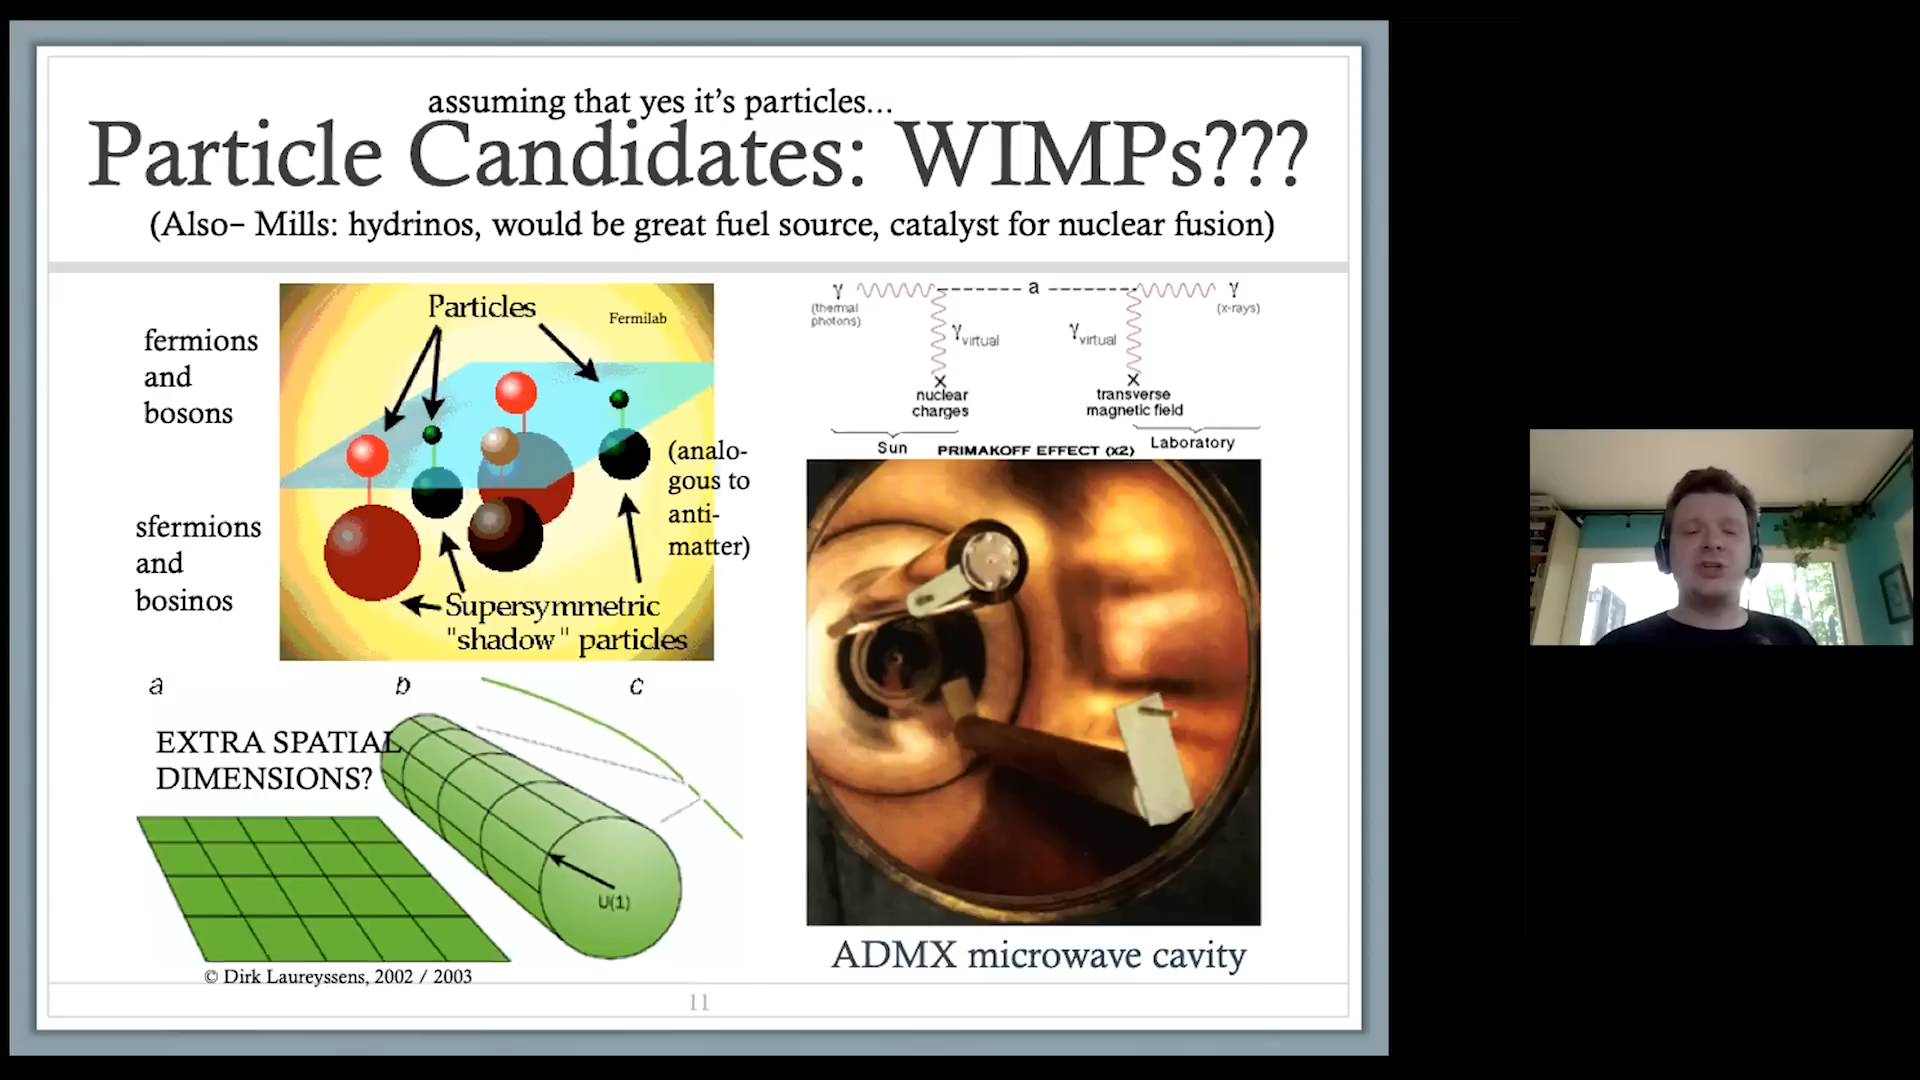 assuming that yes it’s particles...
Particle Candidates: WIMPs???
(Also– Mills: hydrinos, would be great fuel source, catalyst for nuclear fusion)
fermions
and
bosons
sfermions
and
bosinos
Particles
Fermilab
(analo-
gous to
anti-
matter)
Supersymmetric
"shadow" particles
γ
(thermal
photons)
a
γ
(x-rays)
γvirtual
γvirtual
X
nuclear
charges
X
transverse
magnetic field
Sun
Laboratory
PRIMAKOFF EFFECT (x2)
a
b
c
EXTRA SPATIAL
DIMENSIONS?
U(1)
© Dirk Laureyssens, 2002 / 2003
ADMX microwave cavity
11